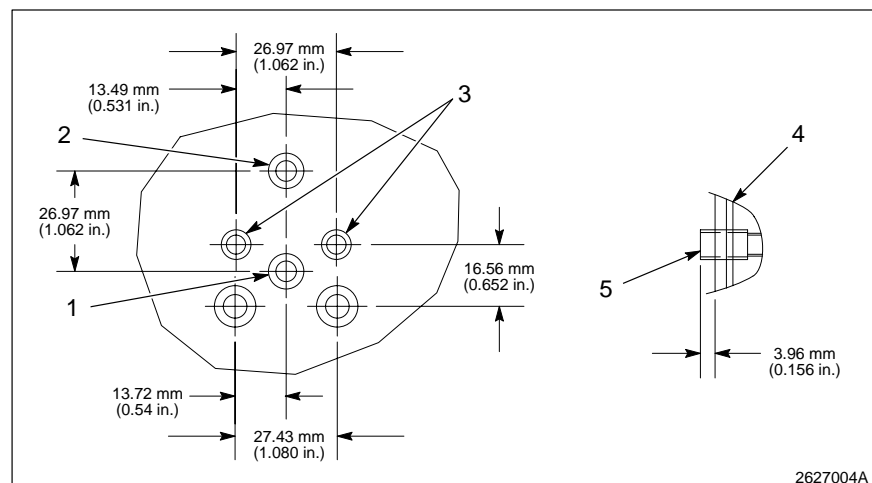 26.97 mm
(1.062 in.)
13.49 mm
(0.531 in.)
3
2
4
26.97 mm
(1.062 in.)
16.56 mm
(0.652 in.)
1
5
3.96 mm
(0.156 in.)
13.72 mm
(0.54 in.)
27.43 mm
(1.080 in.)
2627004A